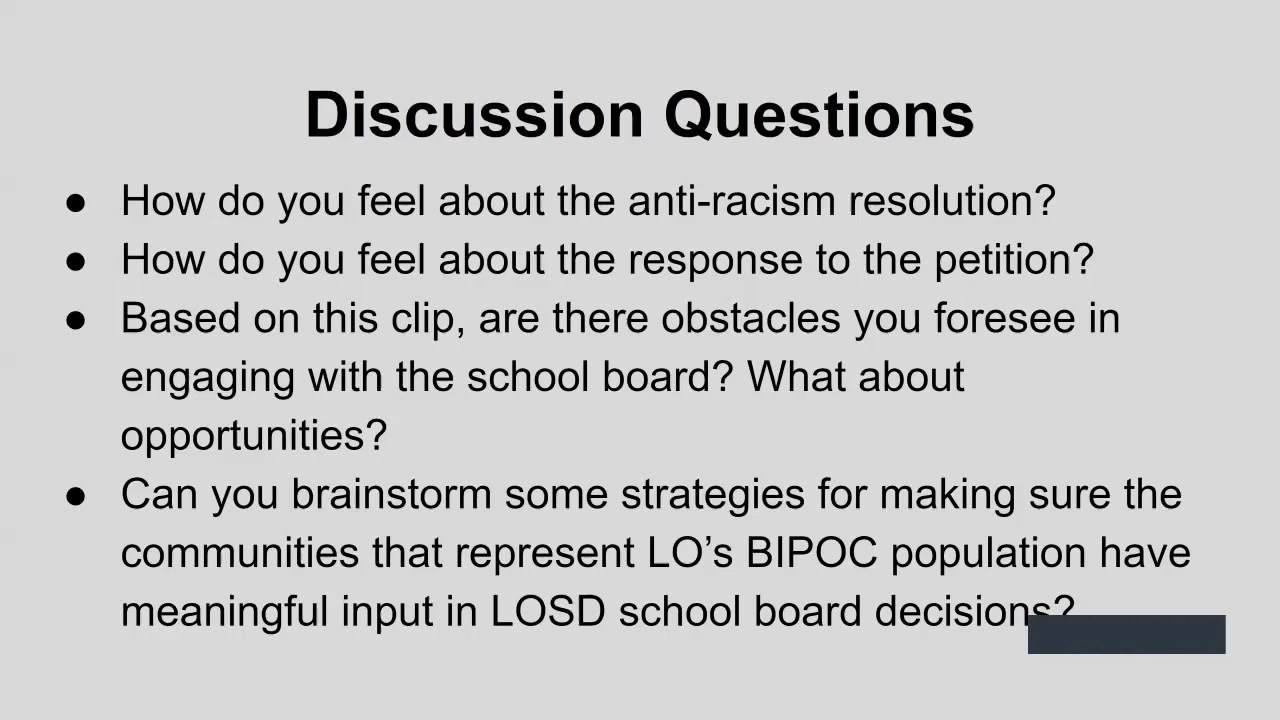 Discussion Questions
● How do you feel about the anti-racism resolution?
● How do you feel about the response to the petition?
● Based on this clip, are there obstacles you foresee in
engaging with the school board? What about
opportunities?
● Can you brainstorm some strategies for making sure the
communities that represent LO’s BIPOC population have
meaningful input in LOSD school board decisions?